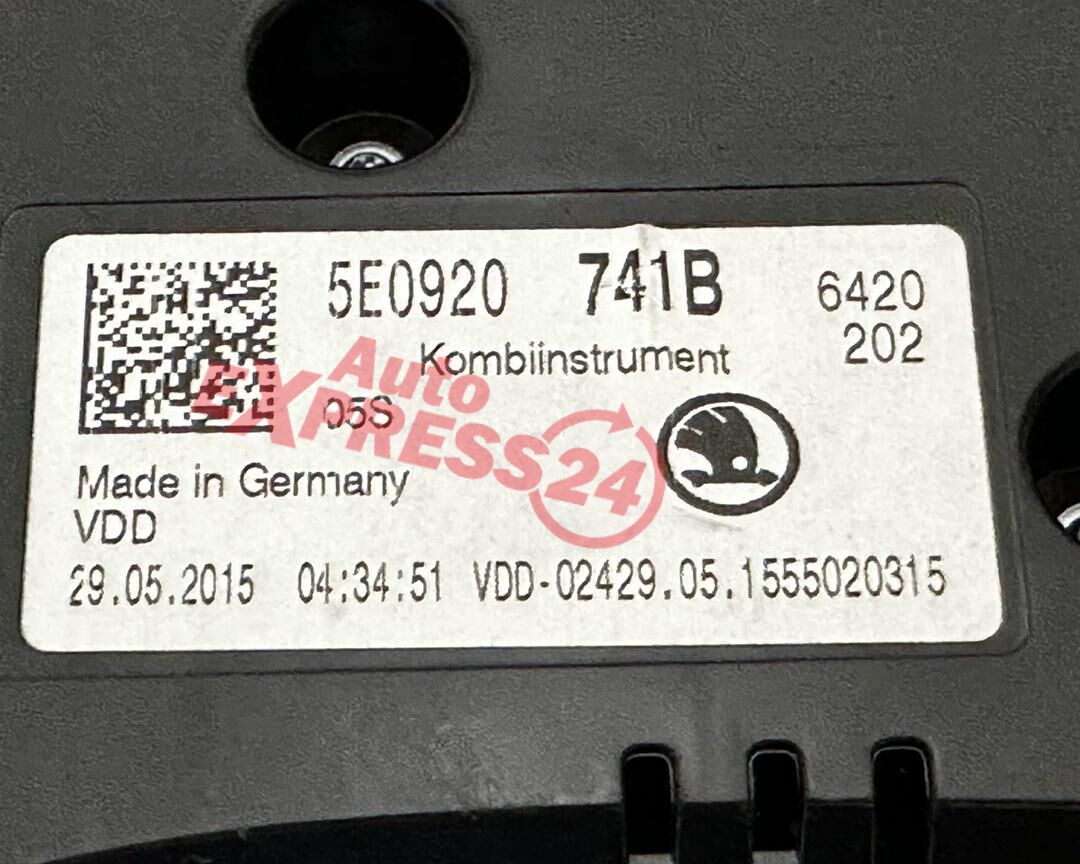 5E0920 741B 6420
202
Kombiinstrument
05S
Auto
EXPRESS24
Made in Germany
VDD
29.05.2015 04:34:51 VDD-02429.05.1555020315